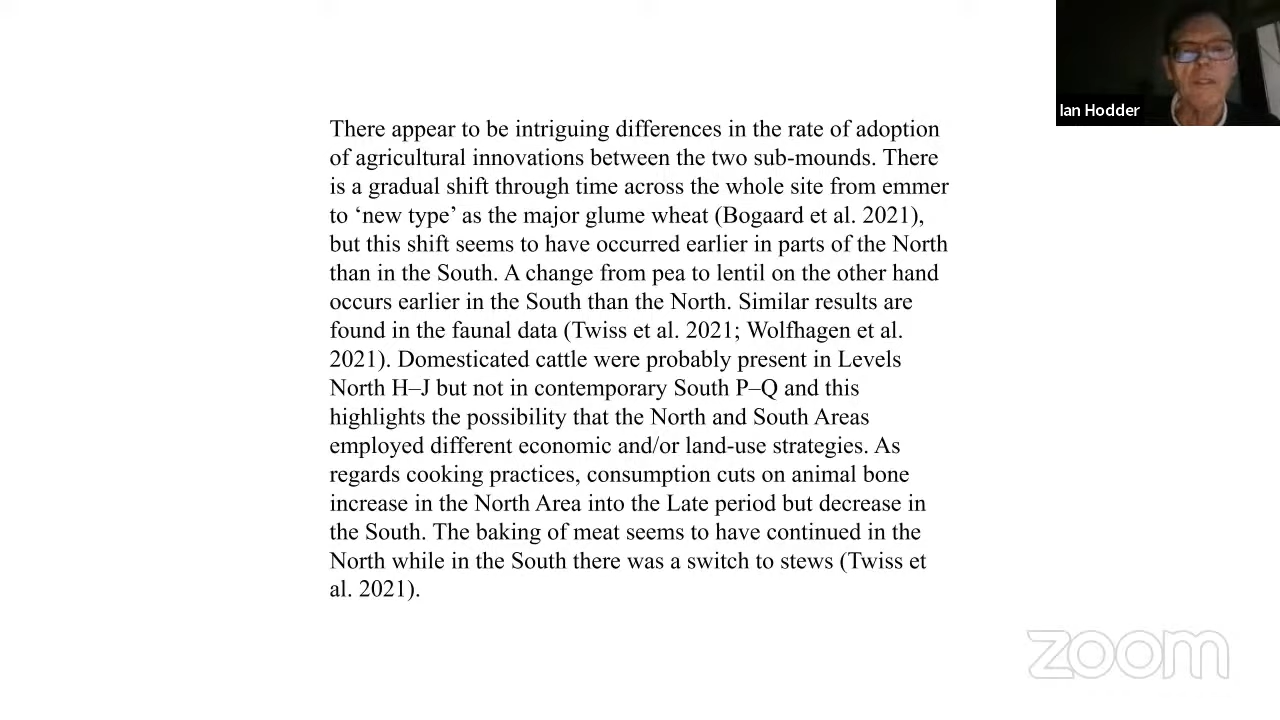 There appear to be intriguing differences in the rate of adoption
of agricultural innovations between the two sub-mounds. There
is a gradual shift through time across the whole site from emmer
to ‘new type’ as the major glume wheat (Bogaard et al. 2021),
but this shift seems to have occurred earlier in parts of the North
than in the South. A change from pea to lentil on the other hand
occurs earlier in the South than the North. Similar results are
found in the faunal data (Twiss et al. 2021; Wolfhagen et al.
2021). Domesticated cattle were probably present in Levels
North H–J but not in contemporary South P–Q and this
highlights the possibility that the North and South Areas
employed different economic and/or land-use strategies. As
regards cooking practices, consumption cuts on animal bone
increase in the North Area into the Late period but decrease in
the South. The baking of meat seems to have continued in the
North while in the South there was a switch to stews (Twiss et
al. 2021).
Ian Hodder
zoom